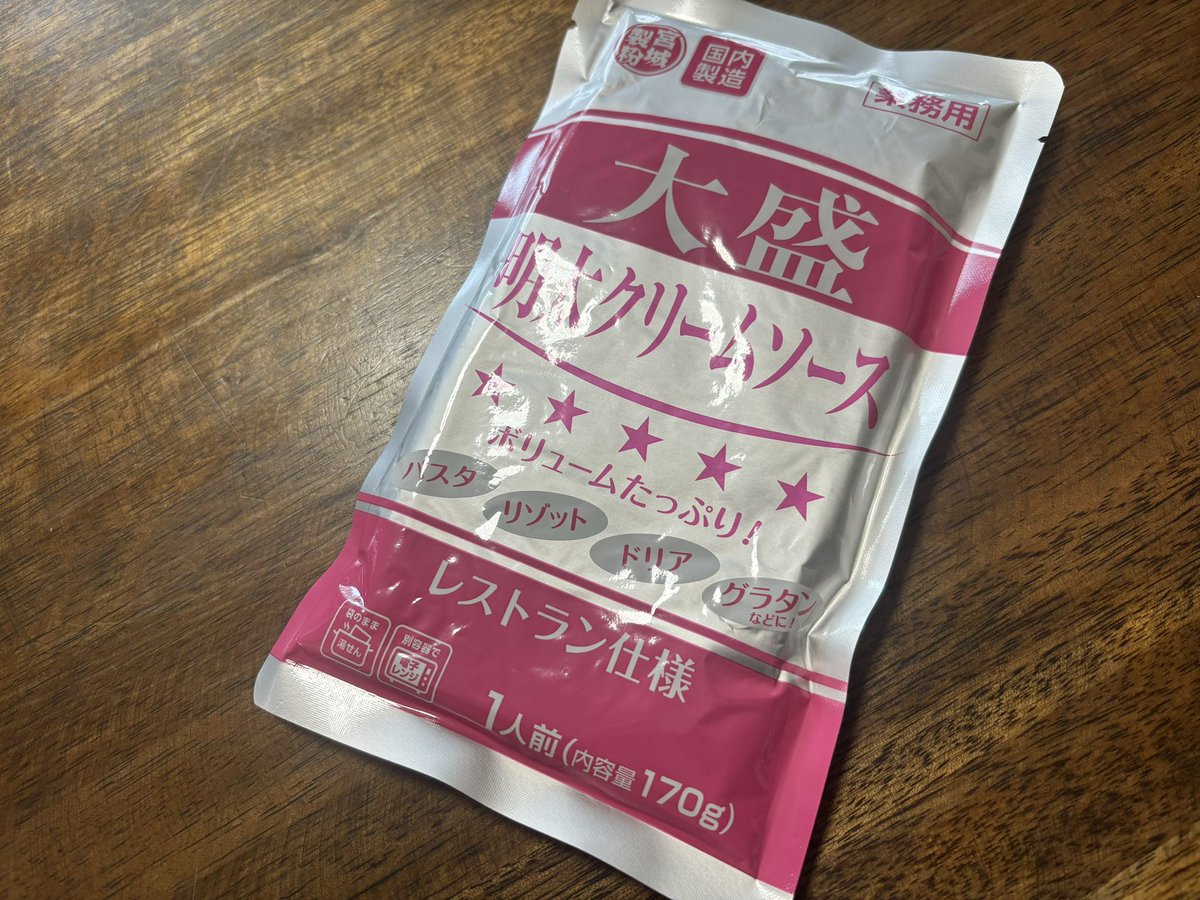 宮城
製粉
国内
製造
業務用
大盛
明太クリームソース
★★★★★
ボリュームたっぷり!
パスタ
リゾット
ドリア
グラタン
などに!
レストラン仕様
袋のまま
湯せん
別容器で
電子
レンジ
1人前(内容量170g)